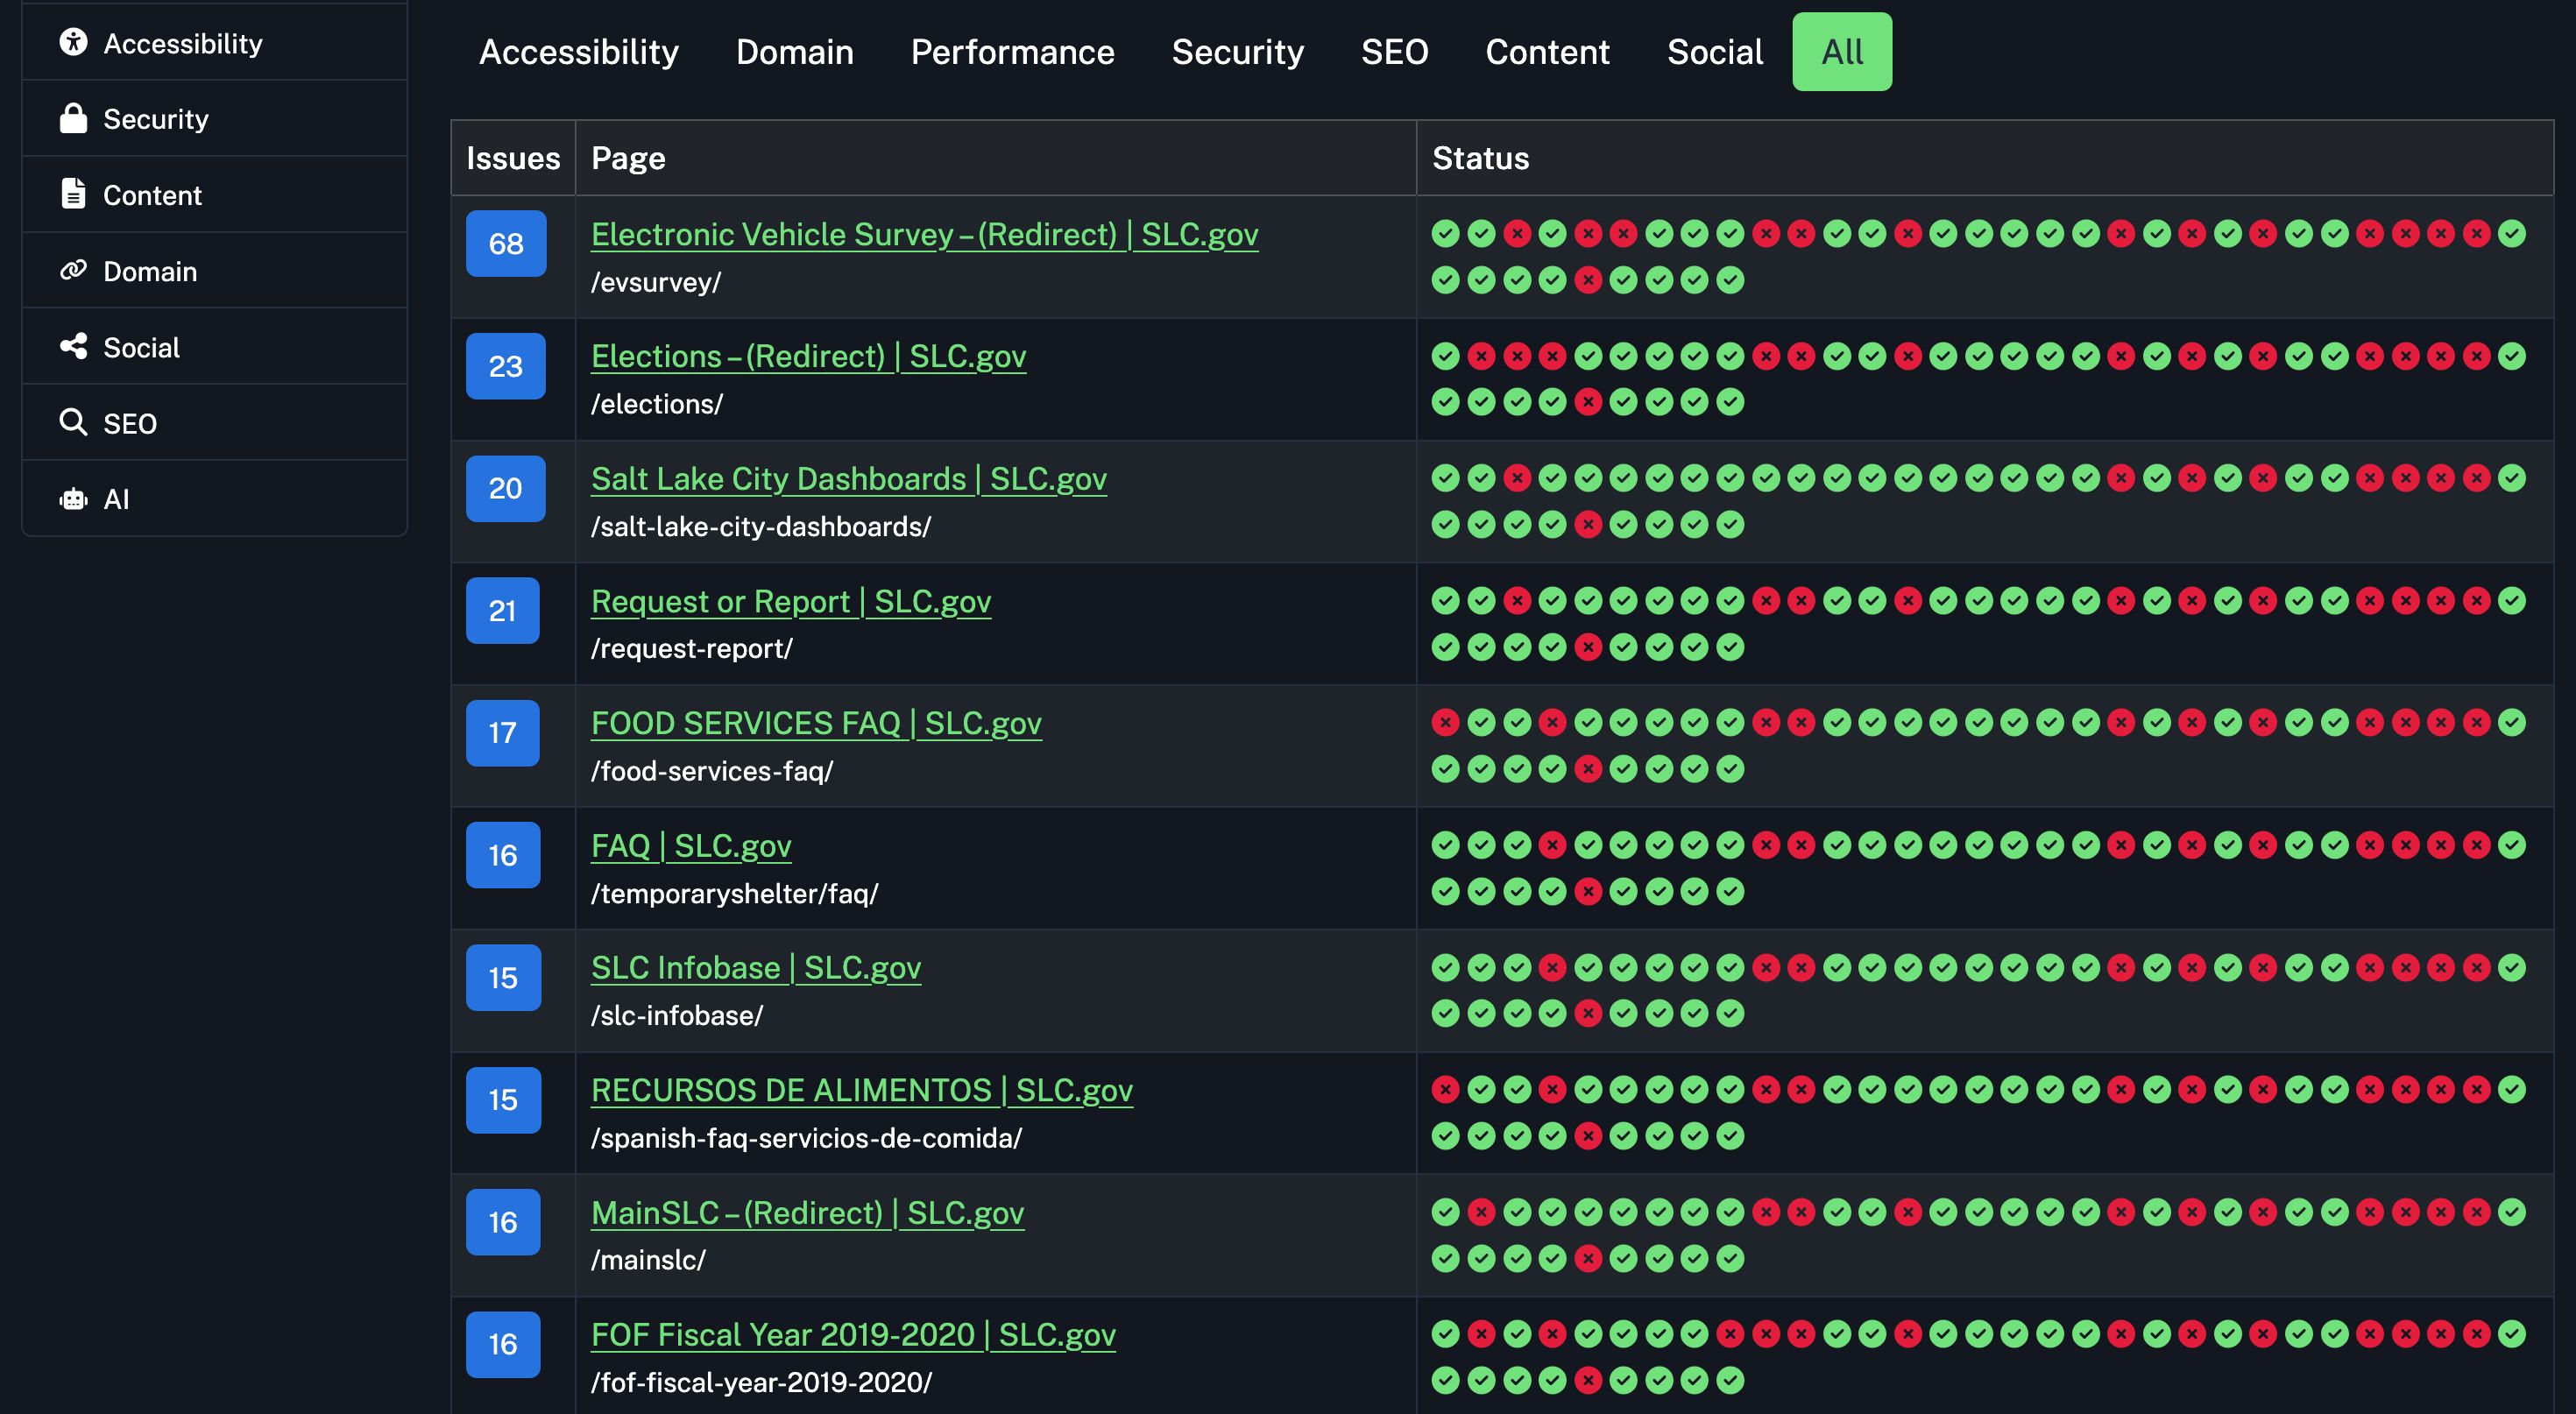 Accessibility
Security
Content
Domain
Social
SEO
AI
Accessibility Domain Performance Security SEO Content Social All
Issues Page Status
68 Electronic Vehicle Survey – (Redirect) | SLC.gov
/evsurvey/
23 Elections – (Redirect) | SLC.gov
/elections/
20 Salt Lake City Dashboards | SLC.gov
/salt-lake-city-dashboards/
21 Request or Report | SLC.gov
/request-report/
17 FOOD SERVICES FAQ | SLC.gov
/food-services-faq/
16 FAQ | SLC.gov
/temporaryshelter/faq/
15 SLC Infobase | SLC.gov
/slc-infobase/
15 RECURSOS DE ALIMENTOS | SLC.gov
/spanish-faq-servicios-de-comida/
16 MainSLC – (Redirect) | SLC.gov
/mainslc/
16 FOF Fiscal Year 2019-2020 | SLC.gov
/fof-fiscal-year-2019-2020/